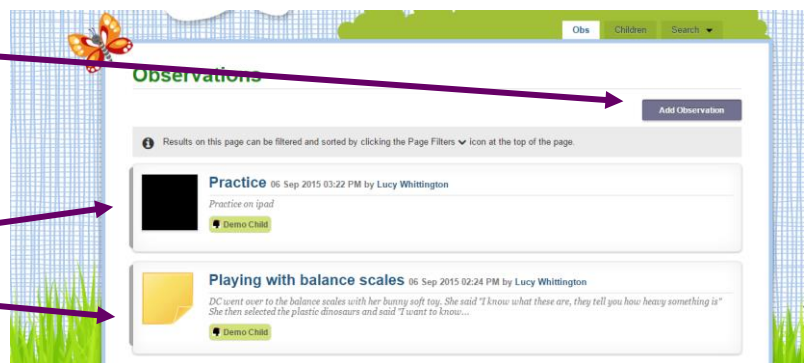 Obs Children Search
Observations
Add Observation
Results on this page can be filtered and sorted by clicking the Page Filters icon at the top of the page.
Practice 06 Sep 2015 03:22 PM by Lucy Whittington
Practice on ipad
Demo Child
Playing with balance scales 06 Sep 2015 02:24 PM by Lucy Whittington
DC went over to the balance scales with her bunny soft toy. She said "I know what these are, they tell you how heavy something is"
She then selected the plastic dinosaurs and said "I want to know...
Demo Child